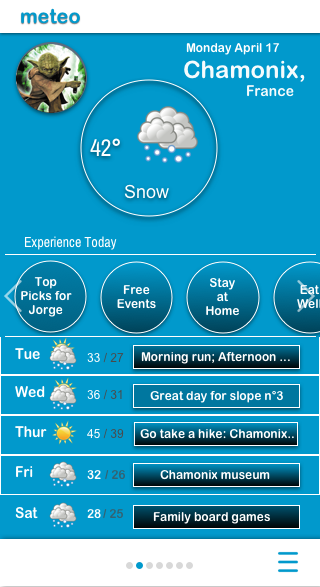 meteo
Monday April 17
Chamonix,
France
42°
Snow
Experience Today
Top
Picks for
Jorge
Free
Events
Stay
at
Home
Eat
Well
Tue 33 / 27 Morning run; Afternoon ...
Wed 36 / 31 Great day for slope n°3
Thur 45 / 39 Go take a hike: Chamonix..
Fri 32 / 26 Chamonix museum
Sat 28 / 25 Family board games